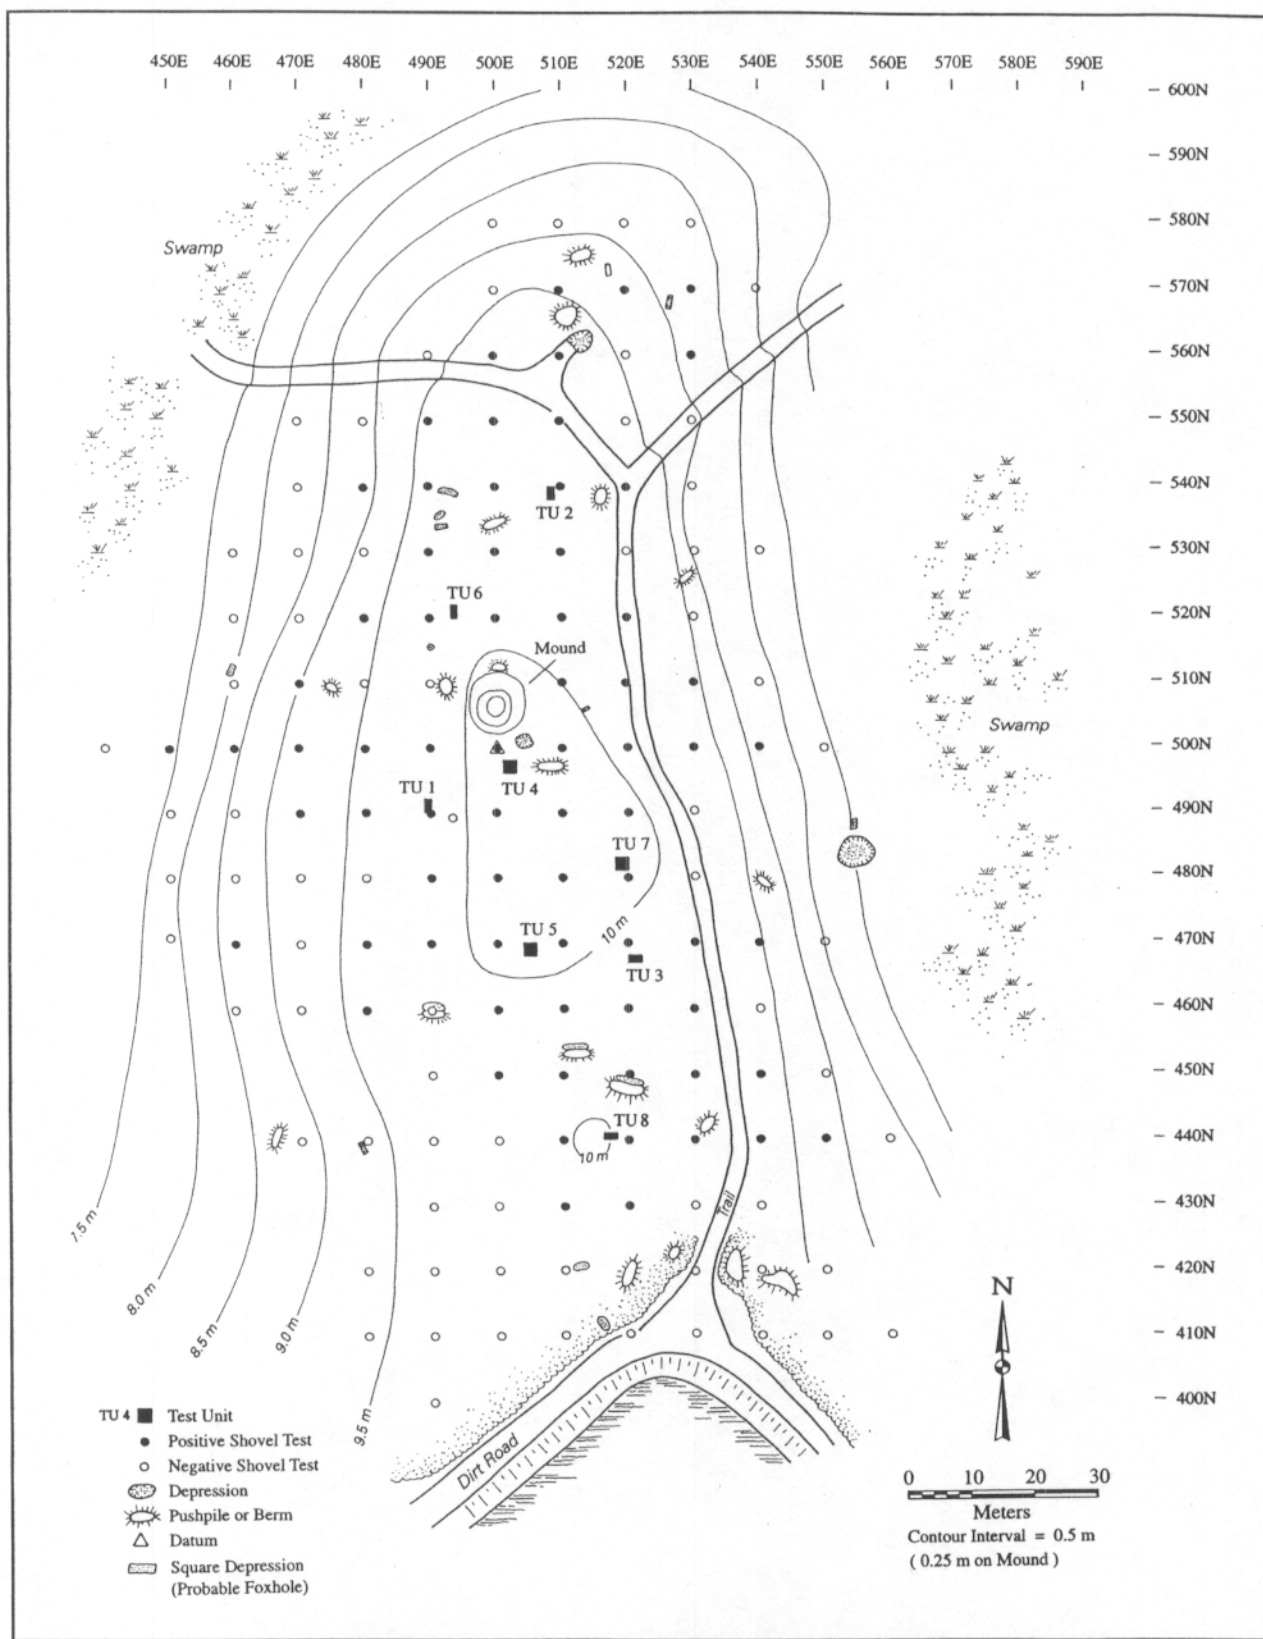 450E 460E 470E 480E 490E 500E 510E 520E 530E 540E 550E 560E 570E 580E 590E
600N
590N
580N
Swamp
570N
560N
550N
540N
TU 2
530N
TU 6
520N
Mound
510N
Swamp
500N
TU 1
TU 4
490N
TU 7
480N
TU 5
10 m
470N
TU 3
460N
450N
TU 8
440N
10 m
Trail
430N
7.5 m
420N
N
8.0 m
410N
8.5 m
9.0 m
400N
9.5 m
TU 4 Test Unit
Positive Shovel Test
Negative Shovel Test
Depression
Pushpile or Berm
Datum
Square Depression
(Probable Foxhole)
Dirt Road
0 10 20 30
Meters
Contour Interval = 0.5 m
( 0.25 m on Mound )